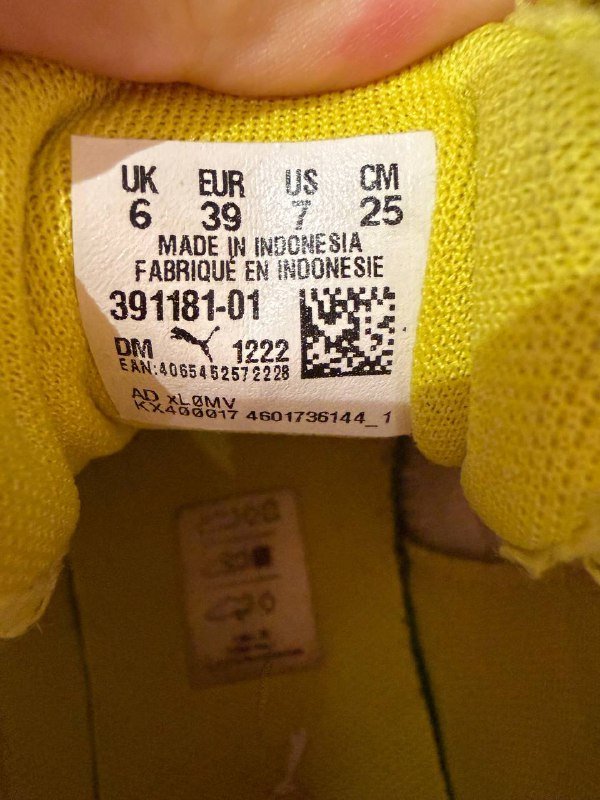 UK EUR US CM
6 39 7 25
MADE IN INDONESIA
FABRIQUÉ EN INDONESIE
391181-01
DM 1222
EAN:4065452572228
AD xLØMV
KX400017 4601736144_1